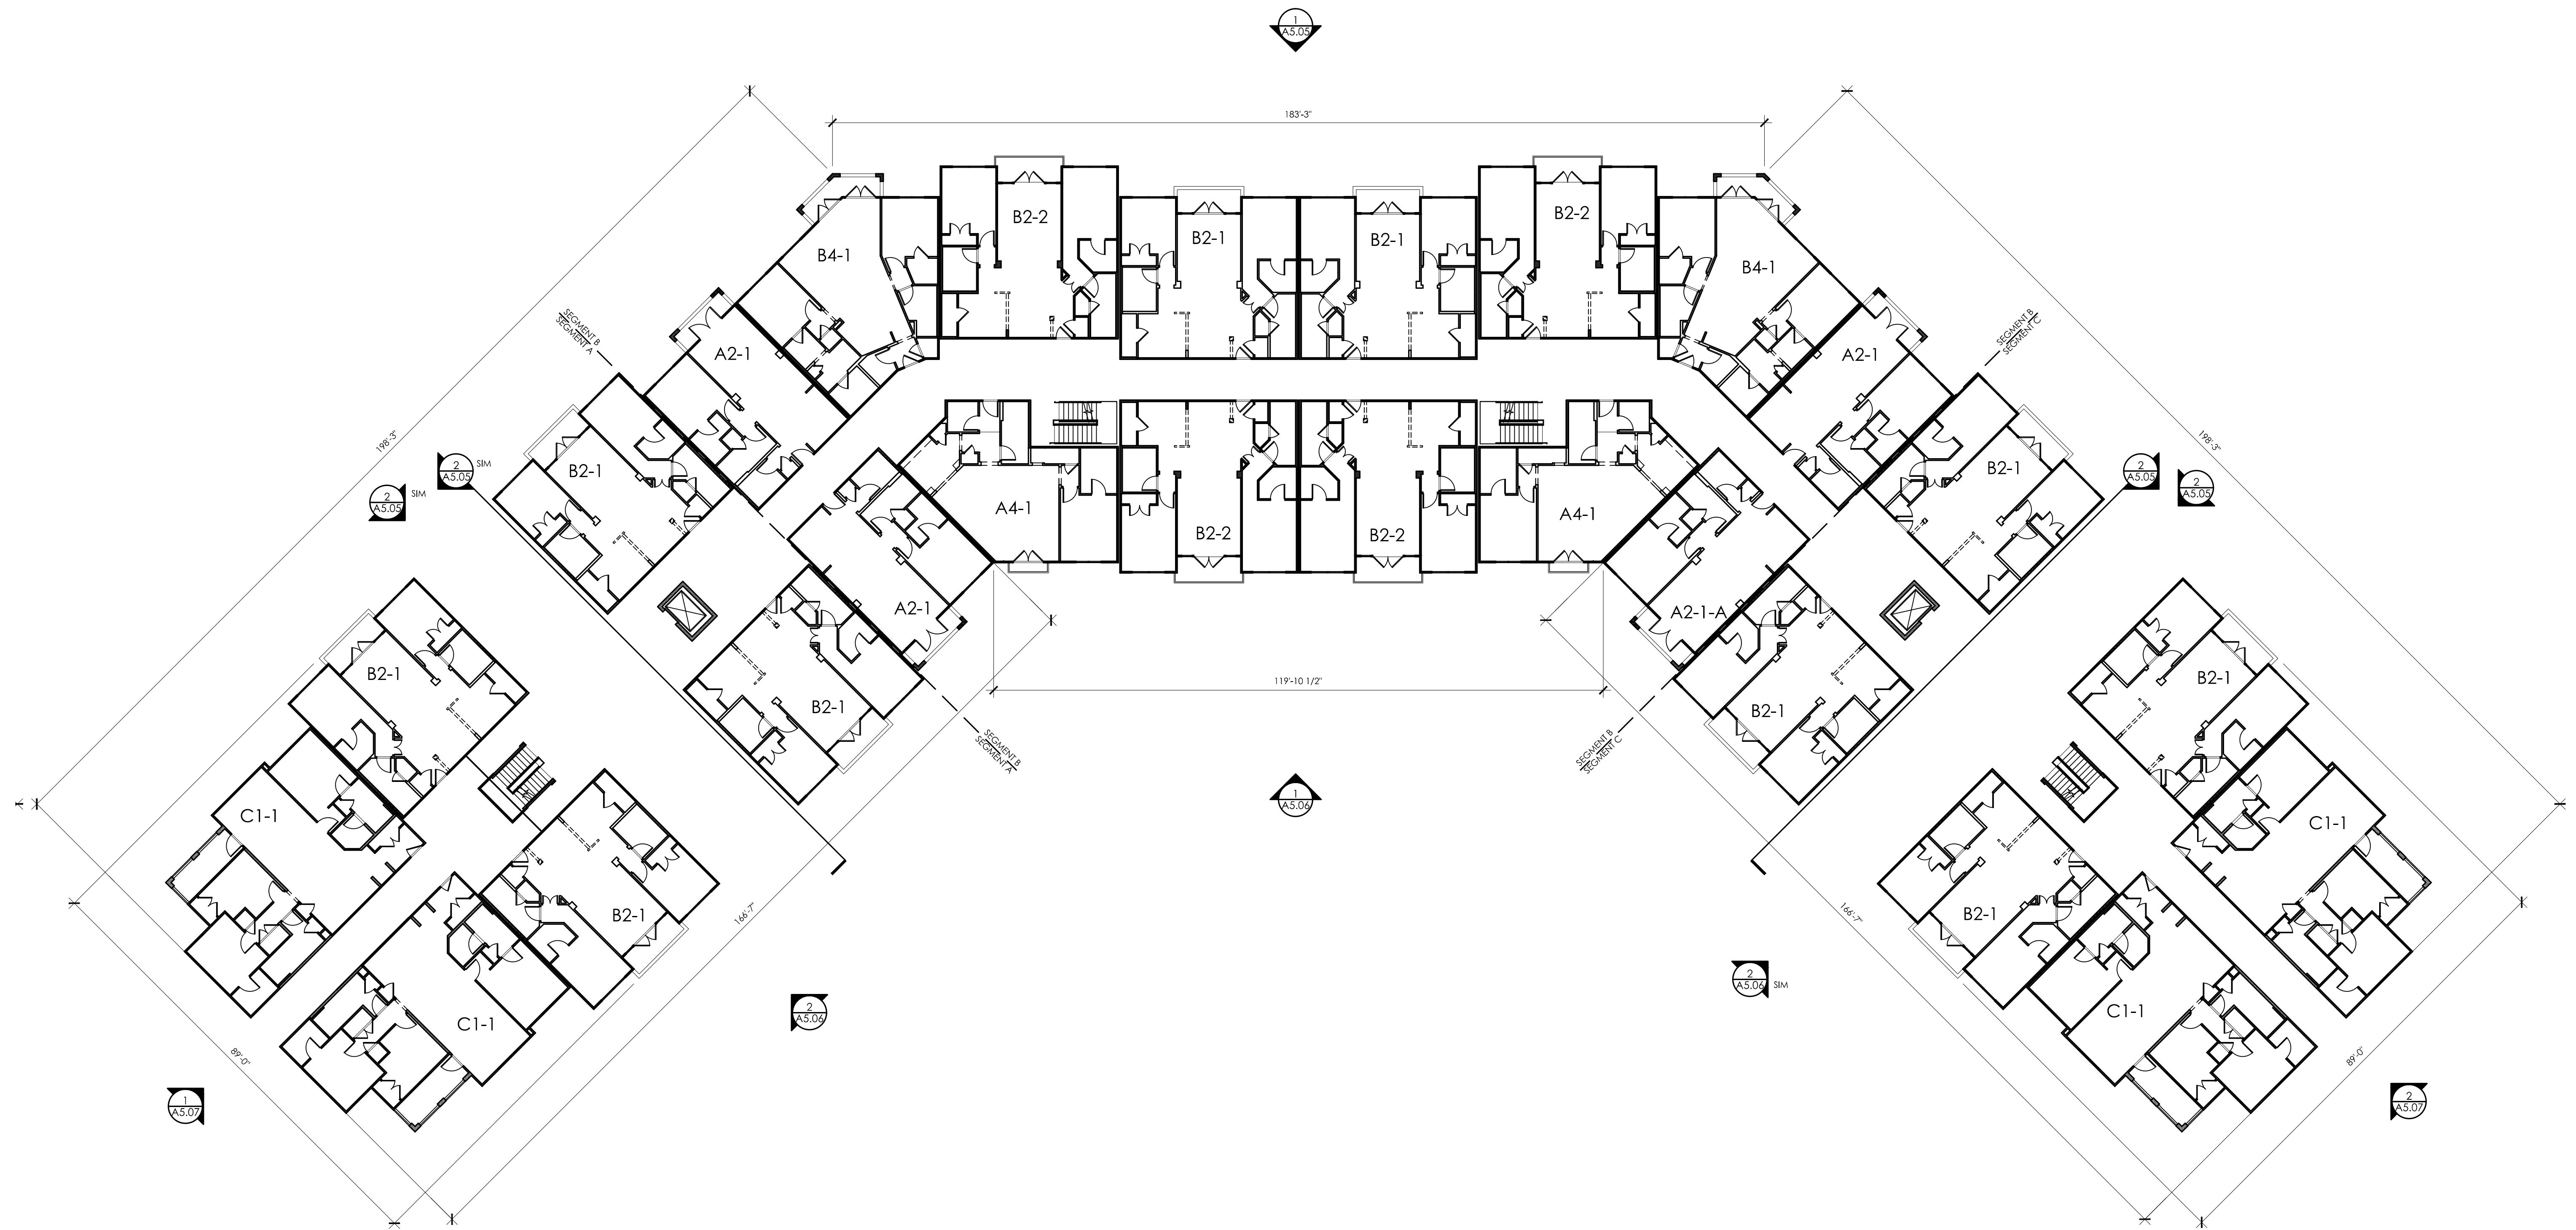 1
A5.05
183'-3"
B2-2
B2-1
B2-1
B2-2
B4-1
B4-1
SEGMENT B
SEGMENT A
A2-1
A2-1
SEGMENT B
SEGMENT C
198'-3"
198'-3"
2
A5.05
SIM
2
A5.05
SIM
B2-1
B2-1
2
A5.05
2
A5.05
A4-1
B2-2
B2-2
A4-1
A2-1
A2-1-A
B2-1
B2-1
B2-1
B2-1
119'-10 1/2"
SEGMENT B
SEGMENT A
SEGMENT B
SEGMENT C
1
A5.06
C1-1
C1-1
B2-1
B2-1
166'-7"
166'-7"
2
A5.06
2
A5.06
SIM
C1-1
C1-1
89'-0"
89'-0"
1
A5.07
2
A5.07